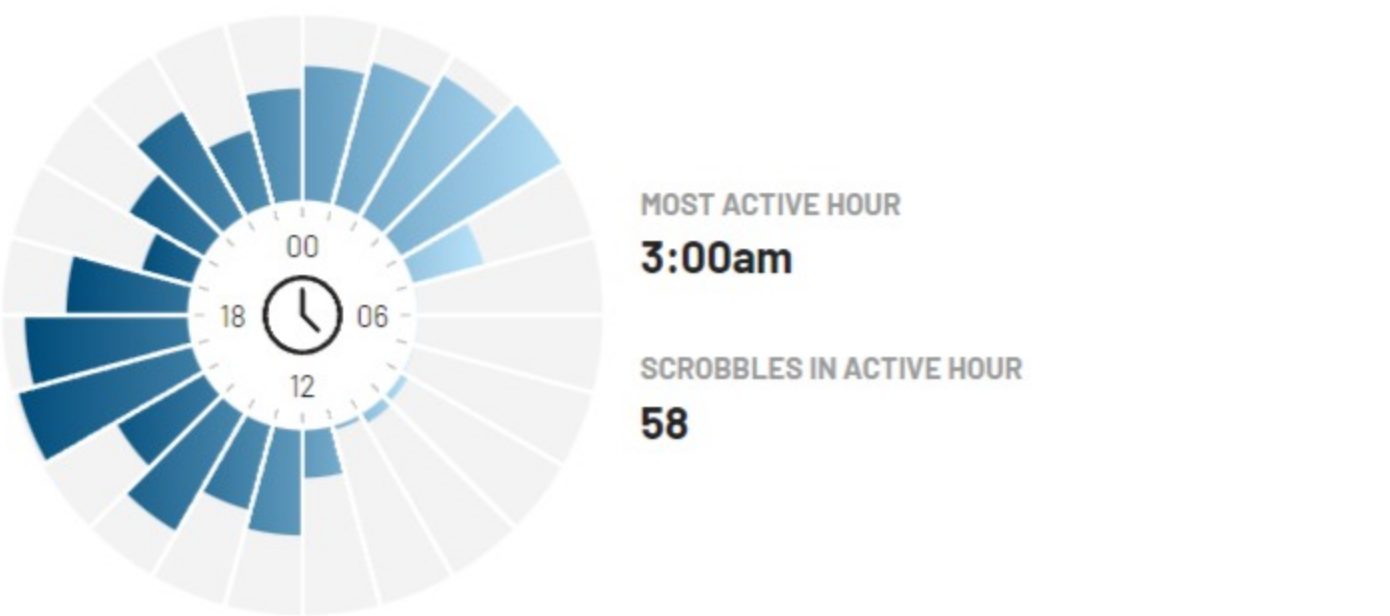 00
18 06
12
MOST ACTIVE HOUR
3:00am
SCROBBLES IN ACTIVE HOUR
58